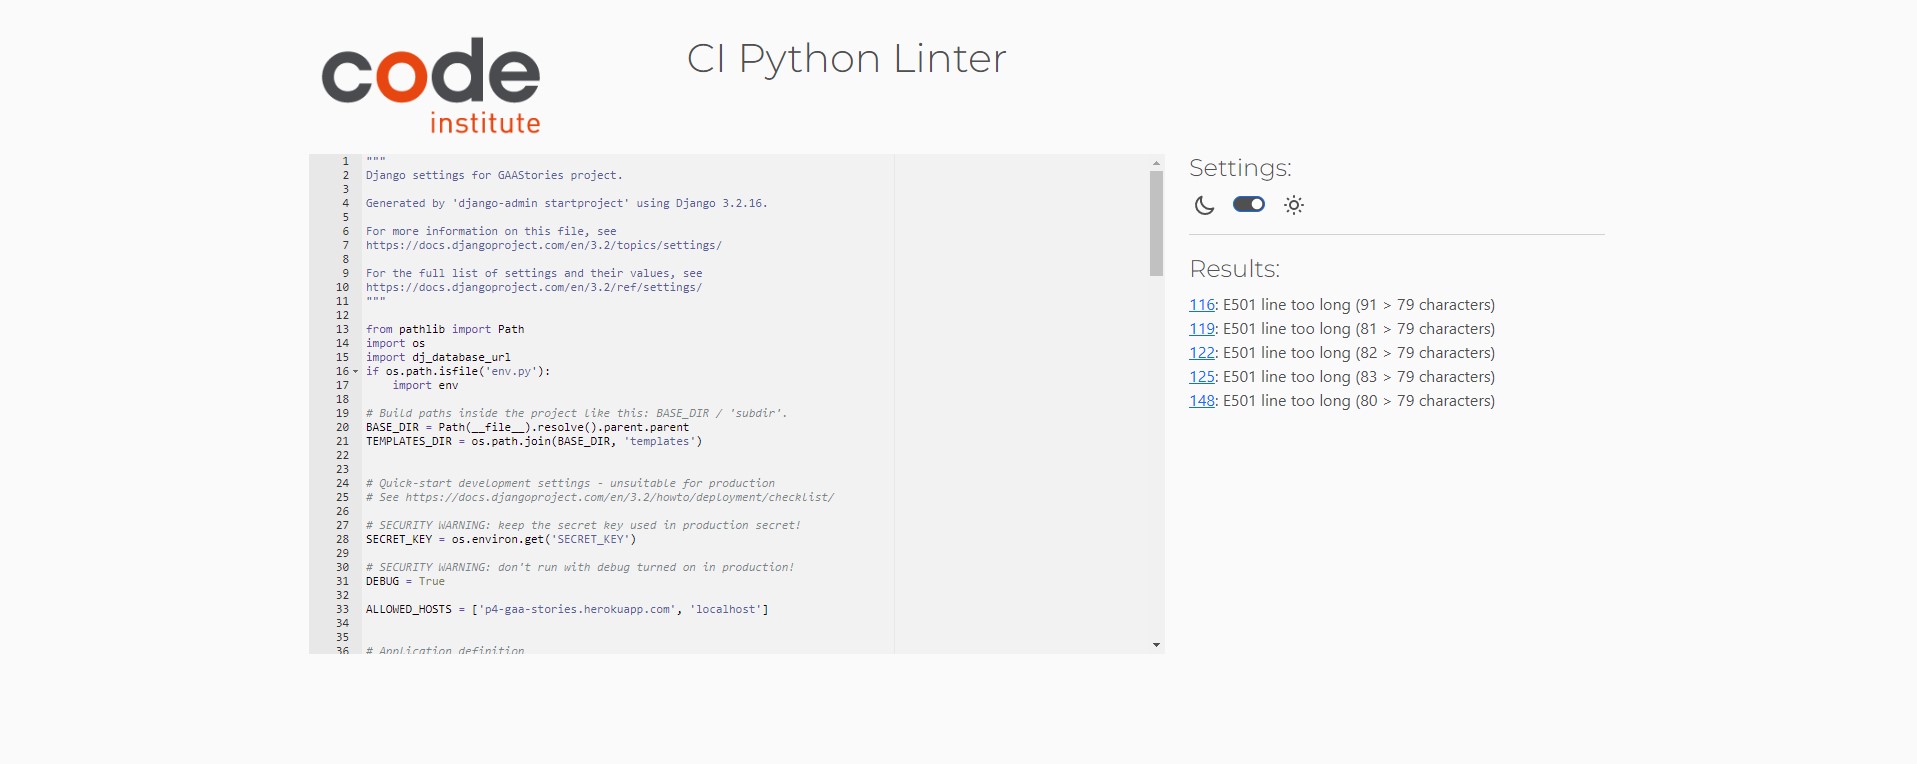 code
institute
CI Python Linter
1 """
2 Django settings for GAAStories project.
3
4 Generated by 'django-admin startproject' using Django 3.2.16.
5
6 For more information on this file, see
7 https://docs.djangoproject.com/en/3.2/topics/settings/
8
9 For the full list of settings and their values, see
10 https://docs.djangoproject.com/en/3.2/ref/settings/
11 """
12
13 from pathlib import Path
14 import os
15 import dj_database_url
16 if os.path.isfile('env.py'):
17     import env
18
19 # Build paths inside the project like this: BASE_DIR / 'subdir'.
20 BASE_DIR = Path(__file__).resolve().parent.parent
21 TEMPLATES_DIR = os.path.join(BASE_DIR, 'templates')
22
23
24 # Quick-start development settings - unsuitable for production
25 # See https://docs.djangoproject.com/en/3.2/howto/deployment/checklist/
26
27 # SECURITY WARNING: keep the secret key used in production secret!
28 SECRET_KEY = os.environ.get('SECRET_KEY')
29
30 # SECURITY WARNING: don't run with debug turned on in production!
31 DEBUG = True
32
33 ALLOWED_HOSTS = ['p4-gaa-stories.herokuapp.com', 'localhost']
34
35
36 # Application definition
Settings:
Results:
116: E501 line too long (91 > 79 characters)
119: E501 line too long (81 > 79 characters)
122: E501 line too long (82 > 79 characters)
125: E501 line too long (83 > 79 characters)
148: E501 line too long (80 > 79 characters)